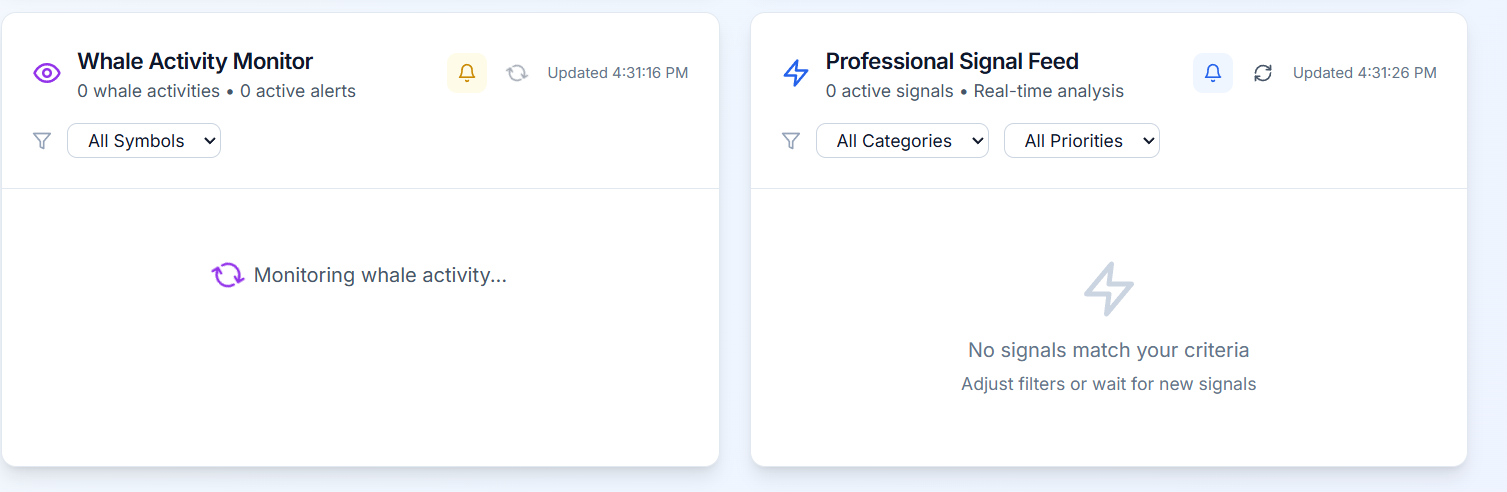 Whale Activity Monitor
0 whale activities • 0 active alerts
Updated 4:31:16 PM
All Symbols
Monitoring whale activity...
Professional Signal Feed
0 active signals • Real-time analysis
Updated 4:31:26 PM
All Categories
All Priorities
No signals match your criteria
Adjust filters or wait for new signals